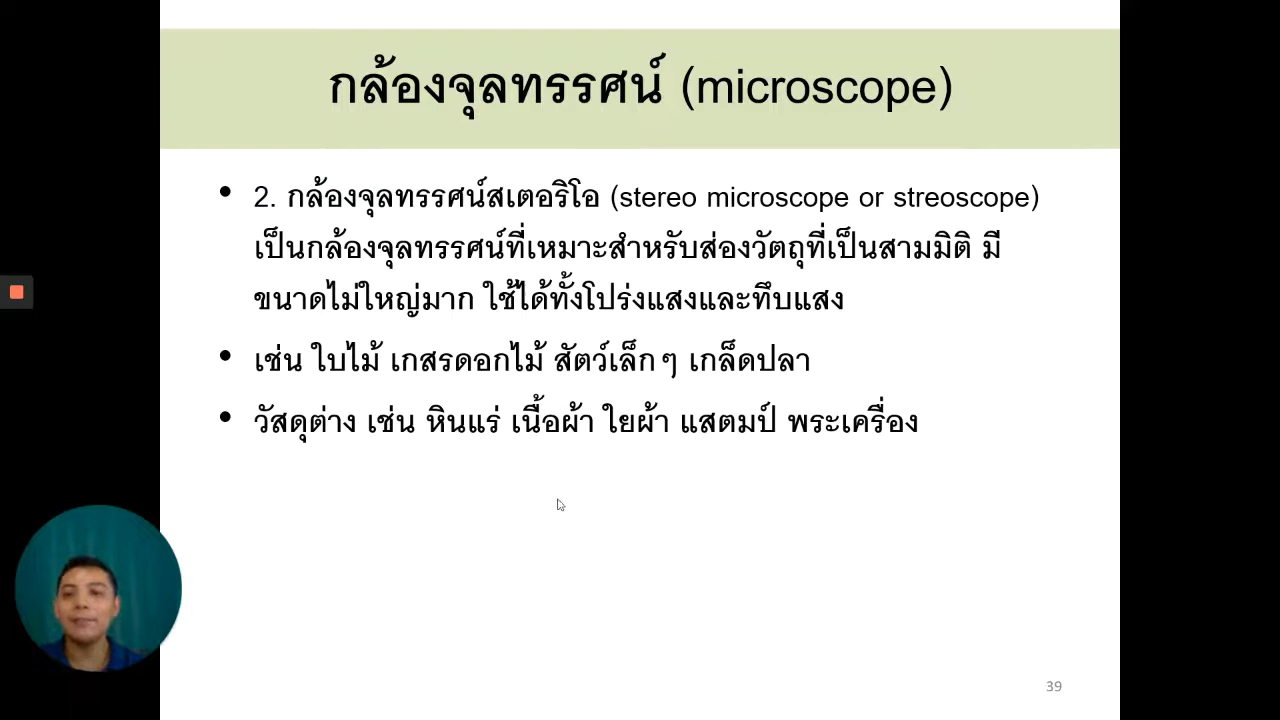 กล้องจุลทรรศน์ (microscope)
• 2. กล้องจุลทรรศน์สเตอริโอ (stereo microscope or streoscope)
เป็นกล้องจุลทรรศน์ที่เหมาะสำหรับส่องวัตถุที่เป็นสามมิติ มี
ขนาดไม่ใหญ่มาก ใช้ได้ทั้งโปร่งแสงและทึบแสง
• เช่น ใบไม้ เกสรดอกไม้ สัตว์เล็ก ๆ เกล็ดปลา
• วัสดุต่าง เช่น หินแร่ เนื้อผ้า ใยผ้า แสตมป์ พระเครื่อง
39